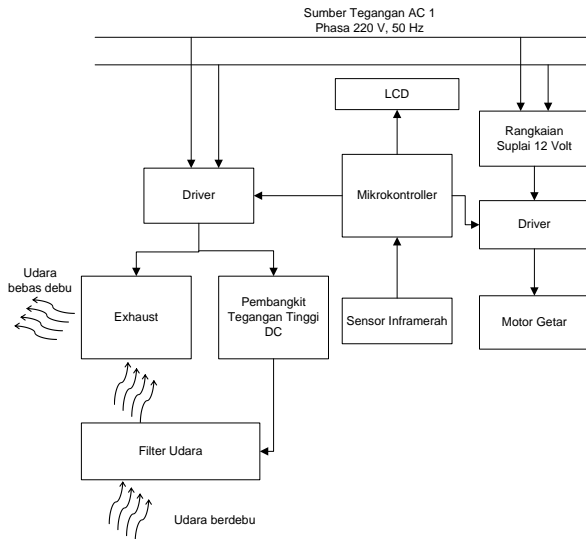 Sumber Tegangan AC 1
Phasa 220 V, 50 Hz
LCD
Rangkaian
Suplai 12 Volt
Driver
Mikrokontroller
Driver
Udara
bebas debu
Exhaust
Pembangkit
Tegangan Tinggi
DC
Sensor Inframerah
Motor Getar
Filter Udara
Udara berdebu